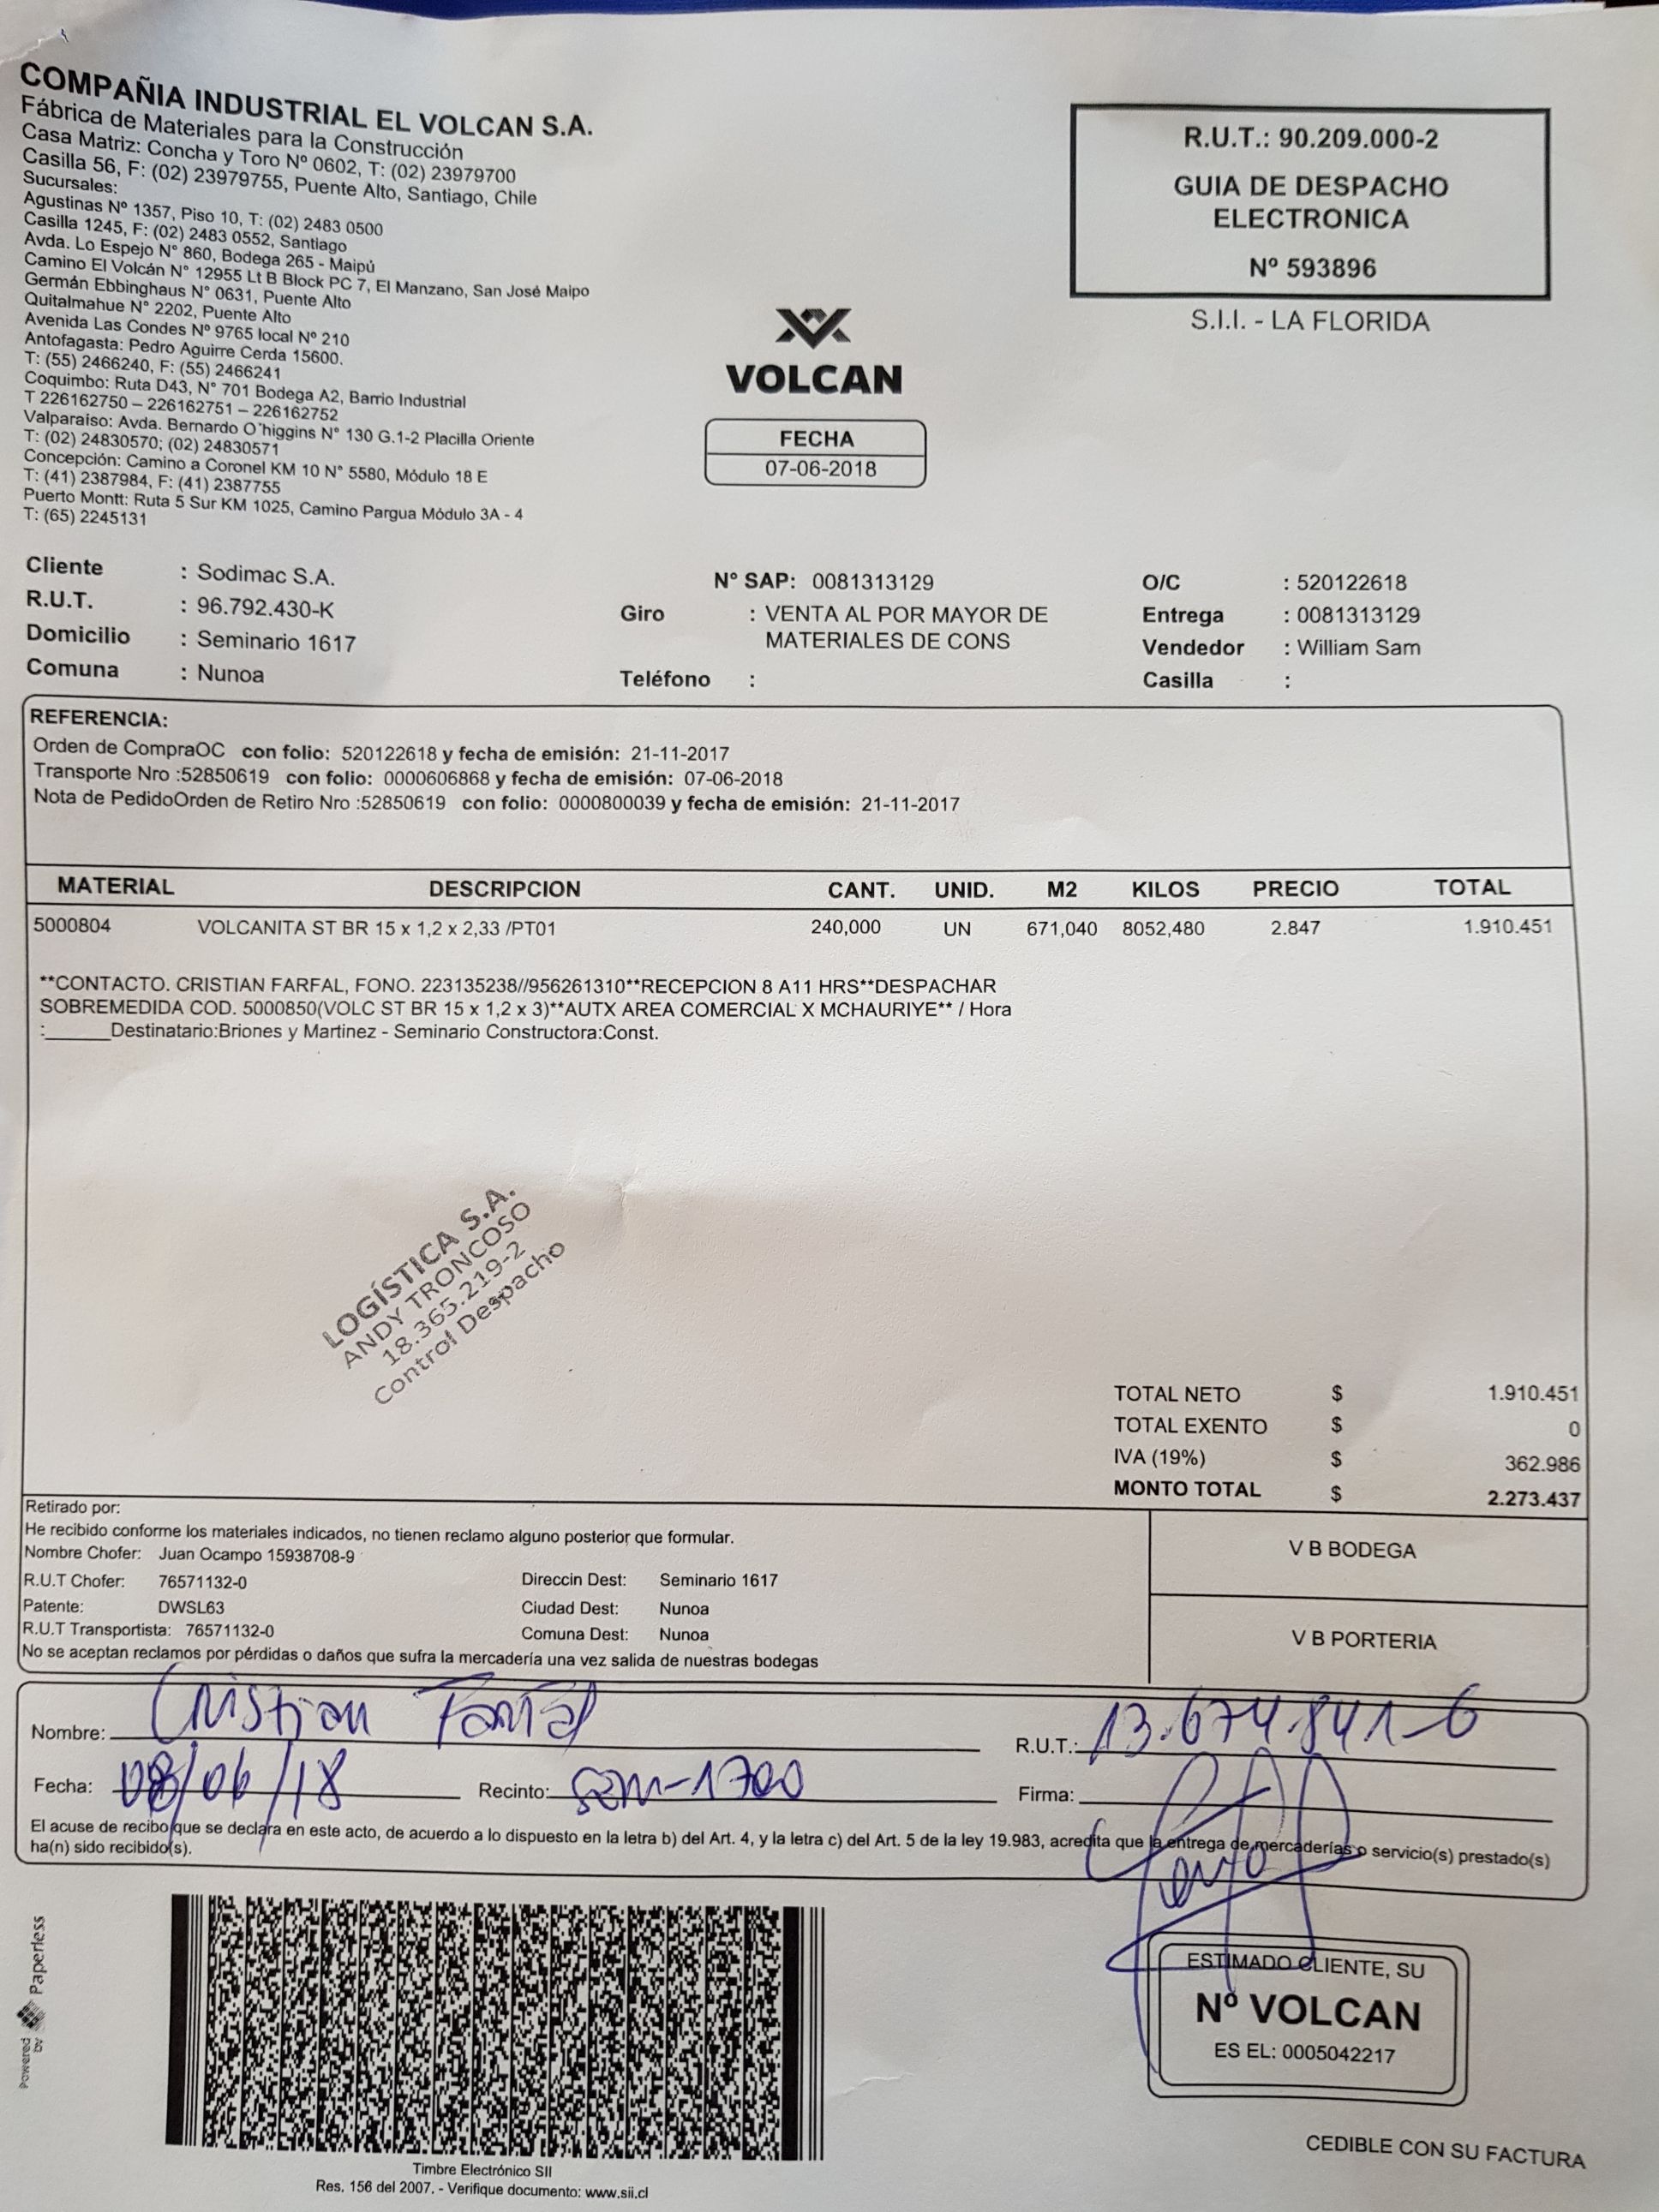 COMPAÑIA INDUSTRIAL EL VOLCAN S.A.
Fábrica de Materiales para la Construcción
Casa Matriz: Concha y Toro Nº 0602, T: (02) 23979700
Casilla 56, F: (02) 23979755, Puente Alto, Santiago, Chile
Sucursales:
Agustinas Nº 1357, Piso 10, T: (02) 2483 0500
Casilla 1245, F: (02) 2483 0552, Santiago
Avda. Lo Espejo N° 860, Bodega 265 - Maipú
Camino El Volcán N° 12955 Lt B Block PC 7, El Manzano, San José Maipo
Germán Ebbinghaus N° 0631, Puente Alto
Quitalmahue N° 2202, Puente Alto
Avenida Las Condes Nº 9765 local Nº 210
Antofagasta: Pedro Aguirre Cerda 15600.
T: (55) 2466240, F: (55) 2466241
Coquimbo: Ruta D43, N° 701 Bodega A2, Barrio Industrial
T 226162750 – 226162751 – 226162752
Valparaiso: Avda. Bernardo O´higgins N° 130 G.1-2 Placilla Oriente
T: (02) 24830570; (02) 24830571
Concepción: Camino a Coronel KM 10 N° 5580, Módulo 18 E
T: (41) 2387984, F: (41) 2387755
Puerto Montt: Ruta 5 Sur KM 1025, Camino Pargua Módulo 3A - 4
T: (65) 2245131
R.U.T.: 90.209.000-2
GUIA DE DESPACHO
ELECTRONICA
Nº 593896
S.I.I. - LA FLORIDA
VOLCAN
FECHA
07-06-2018
Cliente : Sodimac S.A.
R.U.T. : 96.792.430-K
Domicilio : Seminario 1617
Comuna : Nunoa
N° SAP: 0081313129
Giro : VENTA AL POR MAYOR DE
MATERIALES DE CONS
Teléfono :
O/C : 520122618
Entrega : 0081313129
Vendedor : William Sam
Casilla :
REFERENCIA:
Orden de CompraOC con folio: 520122618 y fecha de emisión: 21-11-2017
Transporte Nro :52850619 con folio: 0000606868 y fecha de emisión: 07-06-2018
Nota de PedidoOrden de Retiro Nro :52850619 con folio: 0000800039 y fecha de emisión: 21-11-2017
MATERIAL DESCRIPCION CANT. UNID. M2 KILOS PRECIO TOTAL
5000804 VOLCANITA ST BR 15 x 1,2 x 2,33 /PT01 240,000 UN 671,040 8052,480 2.847 1.910.451
**CONTACTO. CRISTIAN FARFAL, FONO. 223135238//956261310**RECEPCION 8 A11 HRS**DESPACHAR
SOBREMEDIDA COD. 5000850(VOLC ST BR 15 x 1,2 x 3)**AUTX AREA COMERCIAL X MCHAURIYE** / Hora
:______Destinatario:Briones y Martinez - Seminario Constructora:Const.
LOGÍSTICA S.A.
ANDY TRONCOSO
18.365.219-2
Control Despacho
TOTAL NETO $ 1.910.451
TOTAL EXENTO $ 0
IVA (19%) $ 362.986
MONTO TOTAL $ 2.273.437
Retirado por:
He recibido conforme los materiales indicados, no tienen reclamo alguno posterior que formular.
Nombre Chofer: Juan Ocampo 15938708-9
R.U.T Chofer: 76571132-0 Direccin Dest: Seminario 1617
Patente: DWSL63 Ciudad Dest: Nunoa
R.U.T Transportista: 76571132-0 Comuna Dest: Nunoa
No se aceptan reclamos por pérdidas o daños que sufra la mercadería una vez salida de nuestras bodegas
V B BODEGA
V B PORTERIA
Nombre: Cristian Farfal R.U.T.: 13.674.841-6
Fecha: 08/06/18 Recinto: Sem-1700 Firma:
El acuse de recibo que se declara en este acto, de acuerdo a lo dispuesto en la letra b) del Art. 4, y la letra c) del Art. 5 de la ley 19.983, acredita que la entrega de mercaderías o servicio(s) prestado(s)
ha(n) sido recibido(s).
Powered by Paperless
Timbre Electrónico SII
Res. 156 del 2007. - Verifique documento: www.sii.cl
ESTIMADO CLIENTE, SU
Nº VOLCAN
ES EL: 0005042217
CEDIBLE CON SU FACTURA